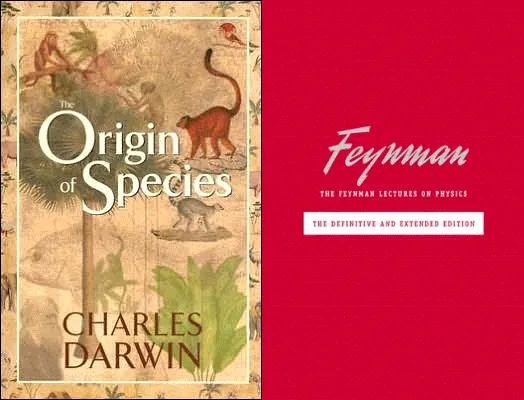 The
Origin
of Species
CHARLES
DARWIN
Feynman
THE FEYNMAN LECTURES ON PHYSICS
THE DEFINITIVE AND EXTENDED EDITION